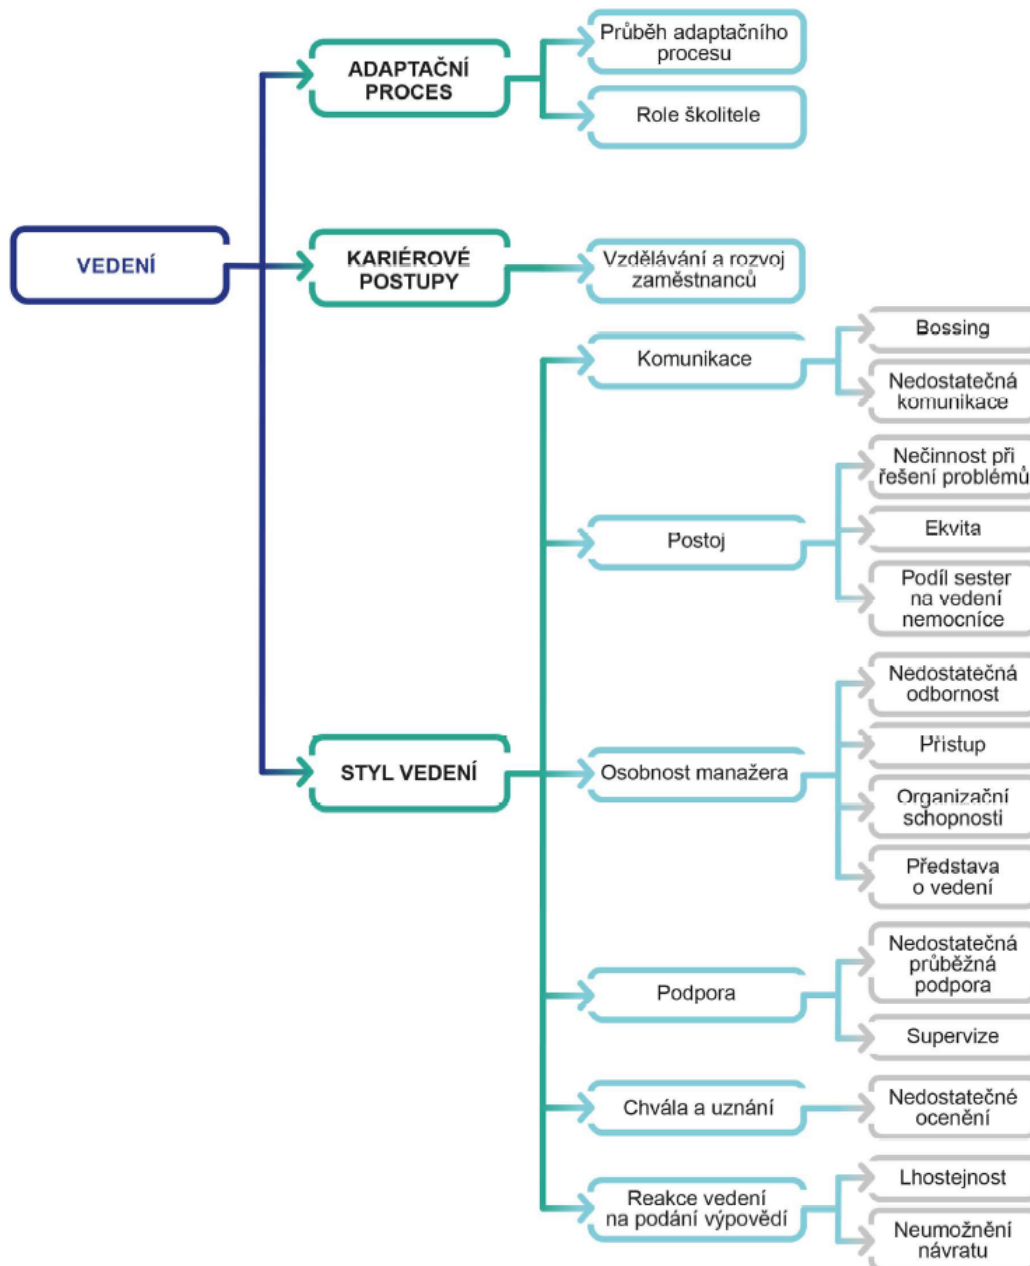 VEDENÍ
ADAPTAČNÍ
PROCES
Průběh adaptačního
procesu
Role školitele
KARIÉROVÉ
POSTUPY
Vzdělávání a rozvoj
zaměstnanců
STYL VEDENÍ
Komunikace
Bossing
Nedostatečná
komunikace
Postoj
Nečinnost při
řešení problémů
Ekvita
Podíl sester
na vedení
nemocnice
Osobnost manažera
Nedostatečná
odbornost
Přístup
Organizační
schopnosti
Představa
o vedení
Podpora
Nedostatečná
průběžná
podpora
Supervize
Chvála a uznání
Nedostatečné
ocenění
Reakce vedení
na podání výpovědí
Lhostejnost
Neumožnění
návratu